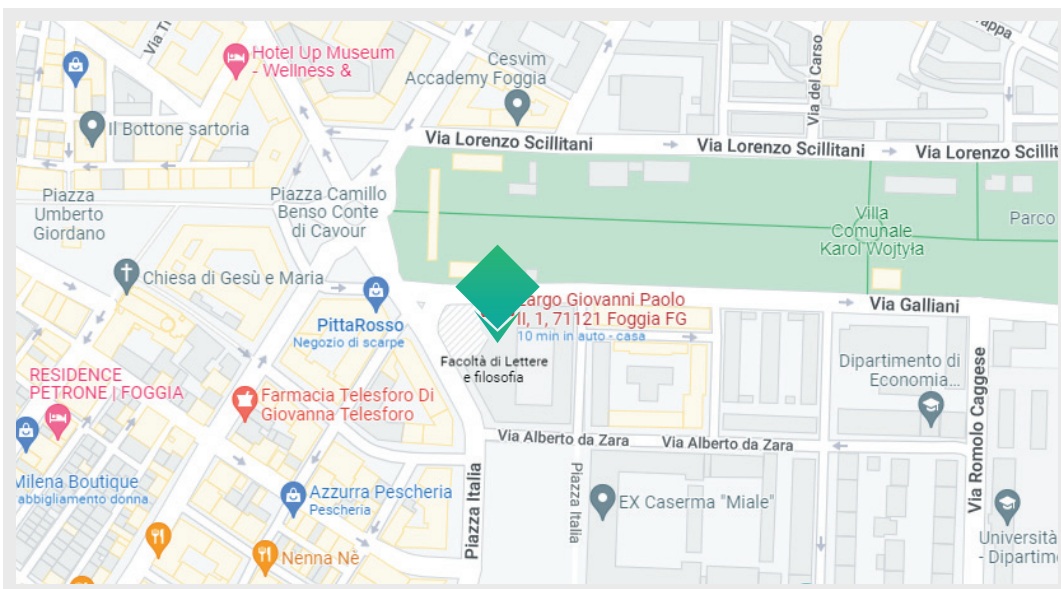 Via Ti
Hotel Up Museum
- Wellness &
Cesvim
Accademy Foggia
Via del Carso
appa
Il Bottone sartoria
Via Lorenzo Scillitani
Via Lorenzo Scillitani
Via Lorenzo Scillit
Piazza
Umberto
Giordano
Piazza Camillo
Benso Conte
di Cavour
Villa
Comunale
Karol Wojtyła
Parco
Chiesa di Gesù e Maria
PittaRosso
Negozio di scarpe
Largo Giovanni Paolo
II, 1, 71121 Foggia FG
10 min in auto - casa
Via Galliani
Facoltà di Lettere
e filosofia
Dipartimento di
Economia...
RESIDENCE
PETRONE | FOGGIA
Farmacia Telesforo Di
Giovanna Telesforo
Via Alberto da Zara
Via Alberto da Zara
Via Romolo Caggese
Milena Boutique
abbigliamento donna
Azzurra Pescheria
Pescheria
Piazza Italia
Piazza Italia
EX Caserma "Miale"
Nenna Nè
Università
- Dipartim